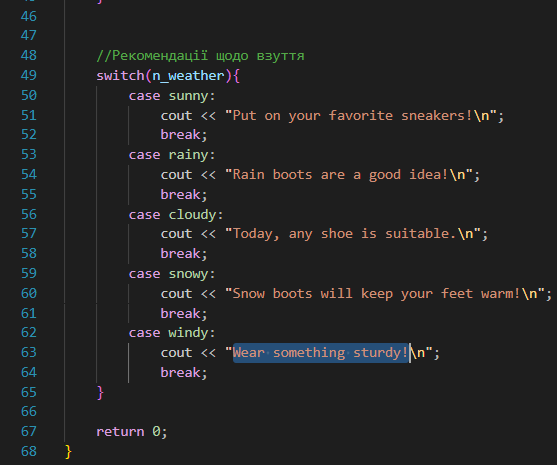 }
46
47
48 //Рекомендації щодо взуття
49 switch(n_weather){
50 case sunny:
51 cout << "Put on your favorite sneakers!\n";
52 break;
53 case rainy:
54 cout << "Rain boots are a good idea!\n";
55 break;
56 case cloudy:
57 cout << "Today, any shoe is suitable.\n";
58 break;
59 case snowy:
60 cout << "Snow boots will keep your feet warm!\n";
61 break;
62 case windy:
63 cout << "Wear something sturdy!\n";
64 break;
65 }
66
67 return 0;
68 }